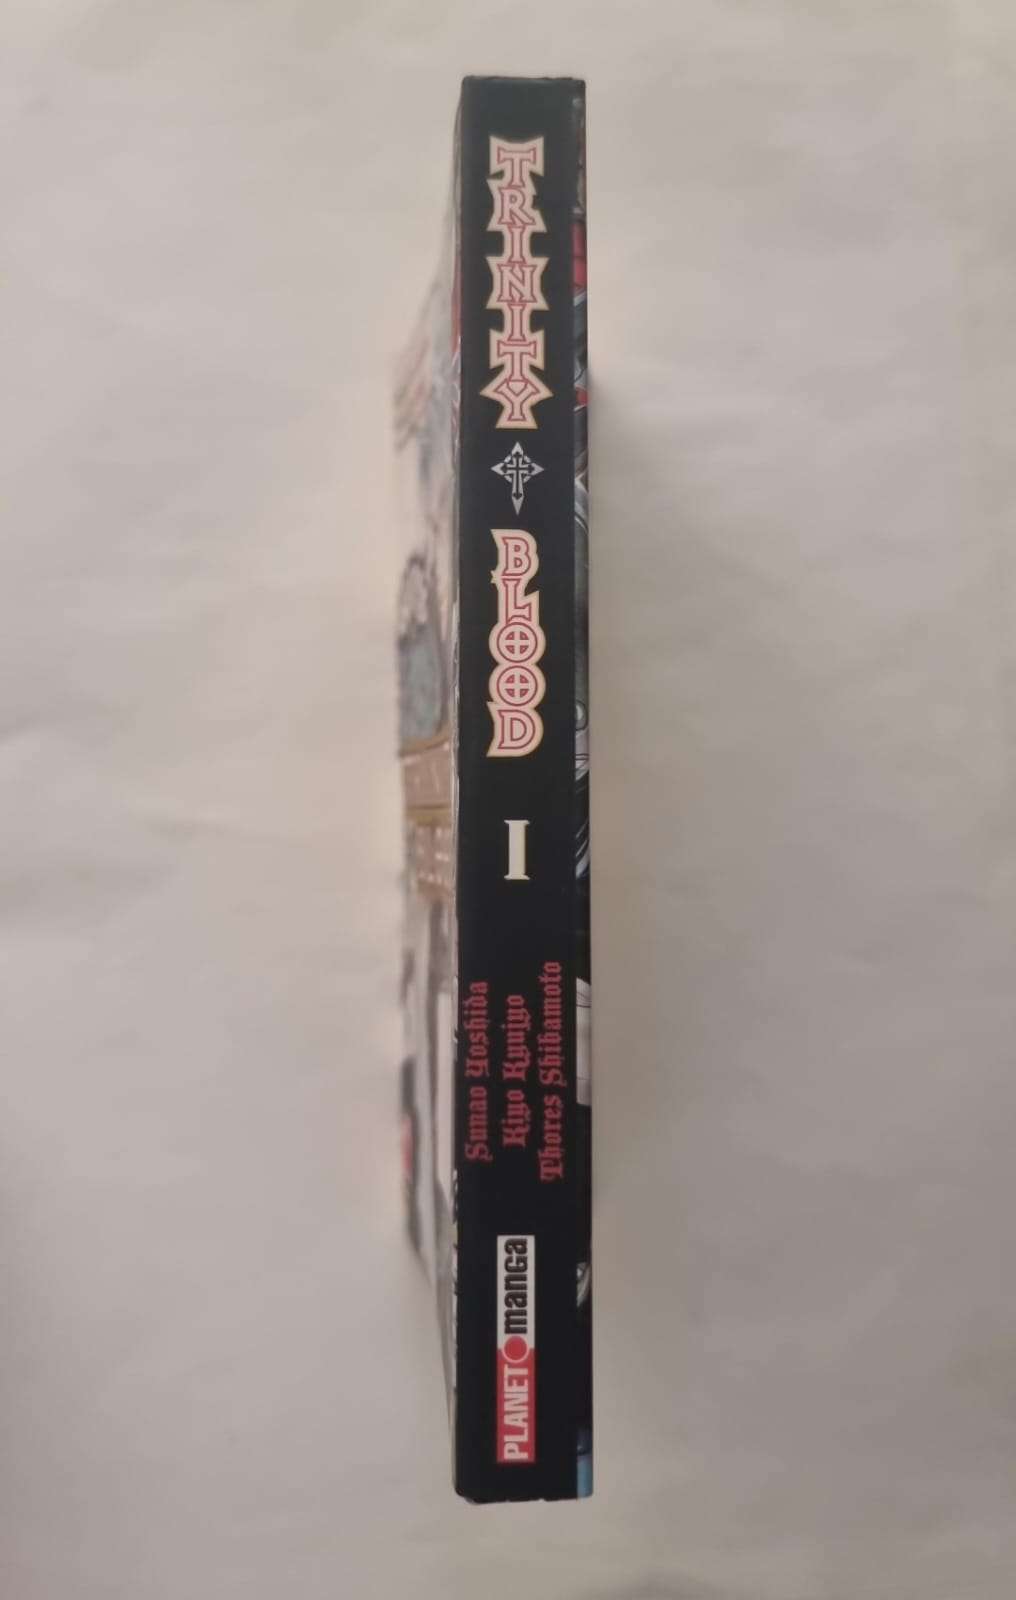 TRINITY
BLOOD
I
Sunao Yoshida
Kiyo Kyujyo
Thores Shibamoto
PLANET manga